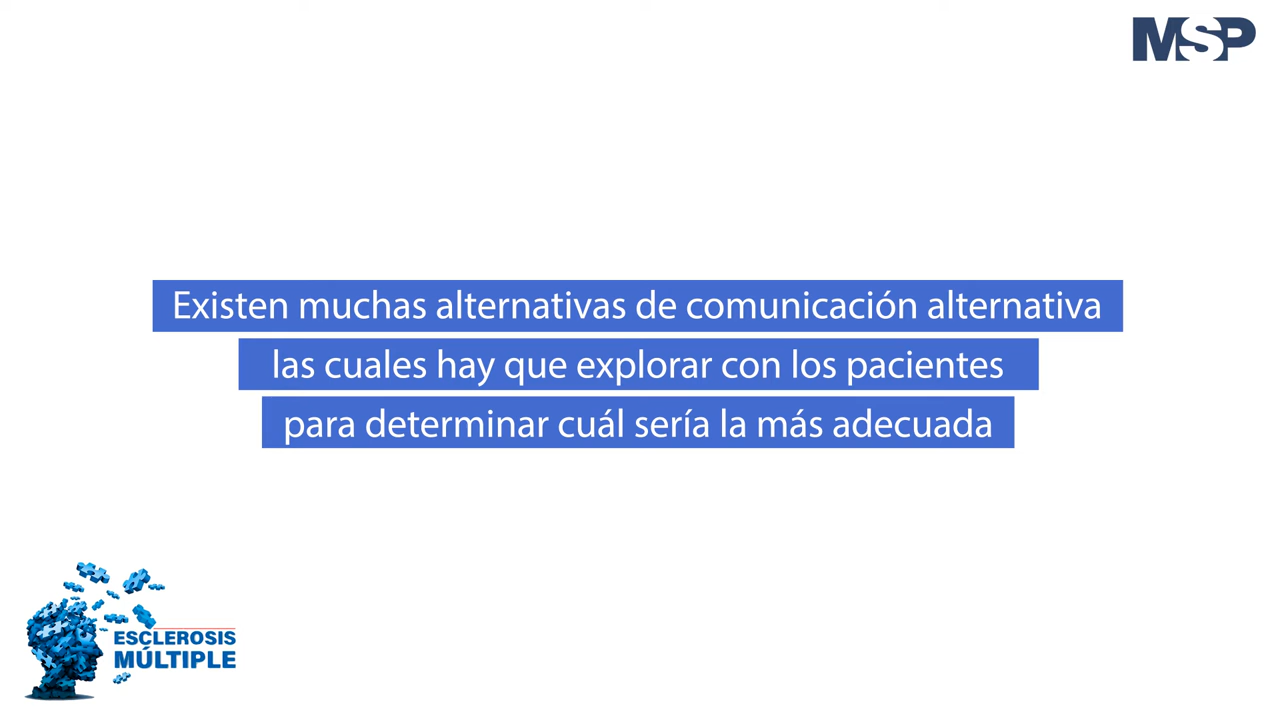 MSP
Existen muchas alternativas de comunicación alternativa
las cuales hay que explorar con los pacientes
para determinar cuál sería la más adecuada
ESCLEROSIS
MÚLTIPLE